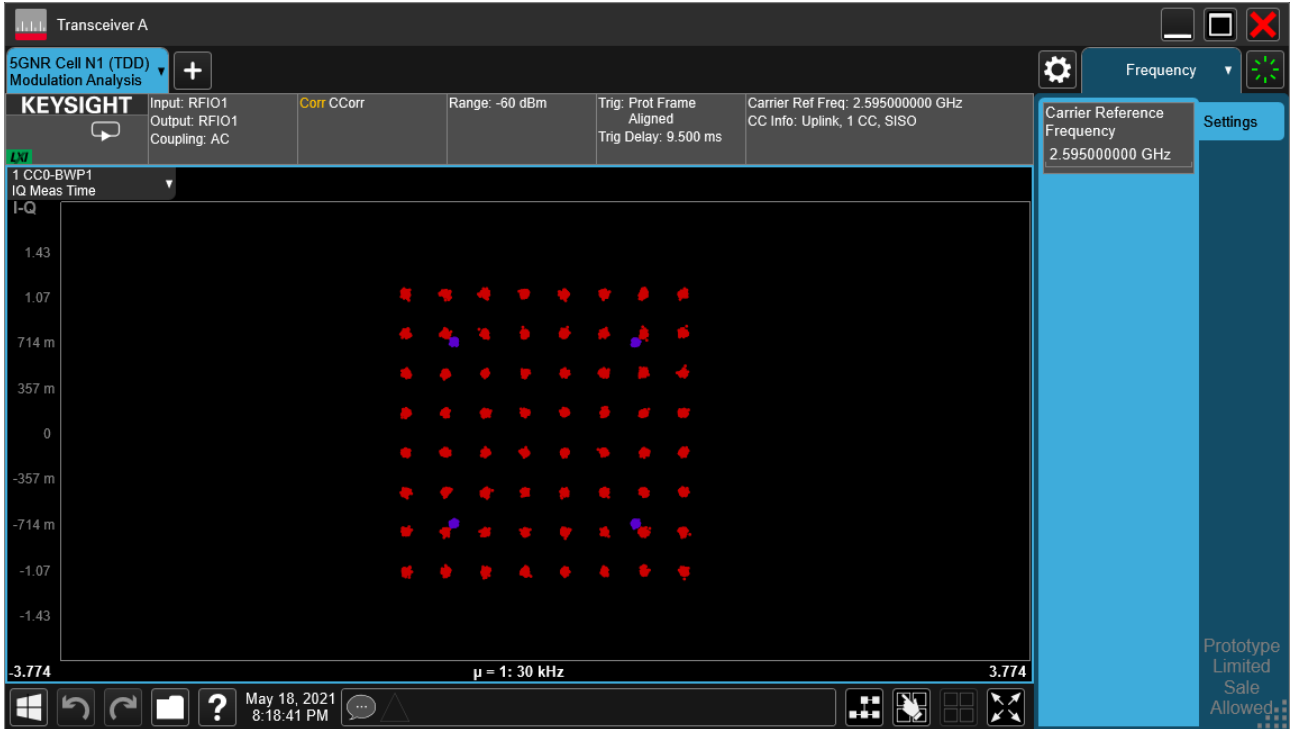 Transceiver A
5GNR Cell N1 (TDD)
Modulation Analysis
+
Frequency
KEYSIGHT
LXI
Input: RFIO1
Output: RFIO1
Coupling: AC
Corr CCorr
Range: -60 dBm
Trig: Prot Frame
Aligned
Trig Delay: 9.500 ms
Carrier Ref Freq: 2.595000000 GHz
CC Info: Uplink, 1 CC, SISO
Carrier Reference
Frequency
2.595000000 GHz
Settings
1 CC0-BWP1
IQ Meas Time
I-Q
1.43
1.07
714 m
357 m
0
-357 m
-714 m
-1.07
-1.43
-3.774
µ = 1: 30 kHz
3.774
Prototype
Limited
Sale
Allowed
?
May 18, 2021
8:18:41 PM